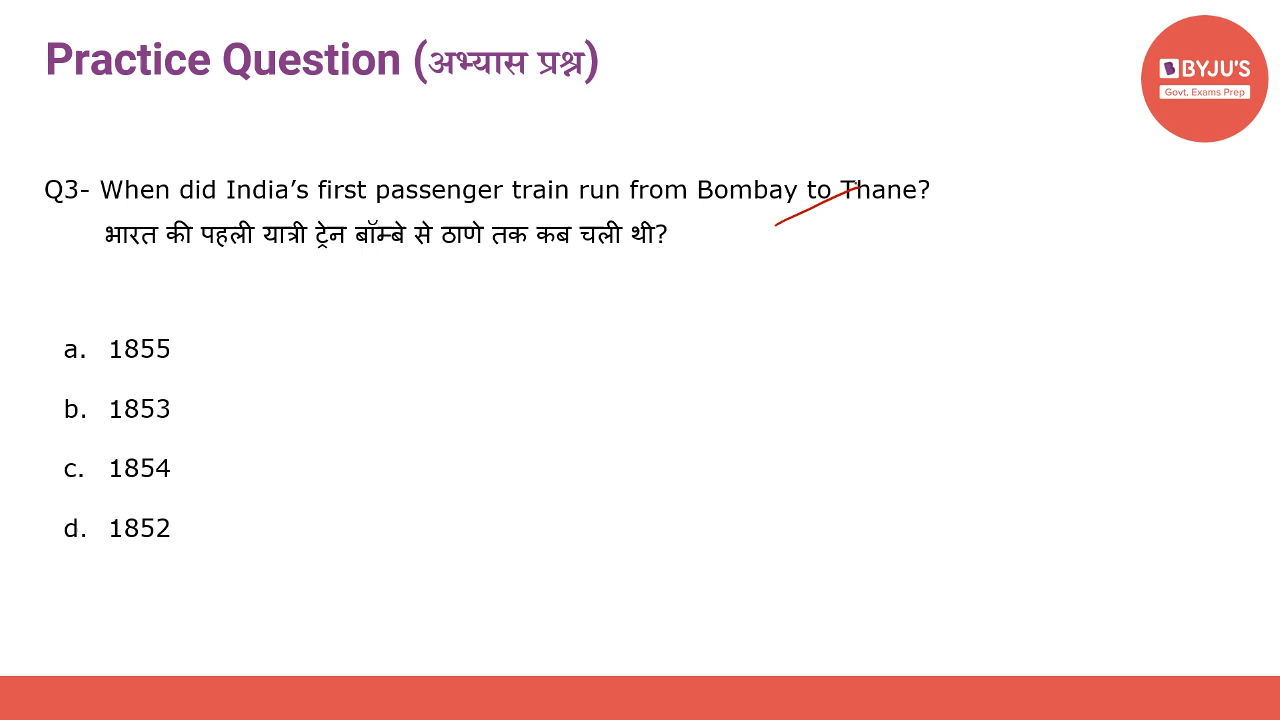 Practice Question (अभ्यास प्रश्न)
BYJU'S
Govt. Exams Prep
Q3- When did India’s first passenger train run from Bombay to Thane?
भारत की पहली यात्री ट्रेन बॉम्बे से ठाणे तक कब चली थी?
a. 1855
b. 1853
c. 1854
d. 1852